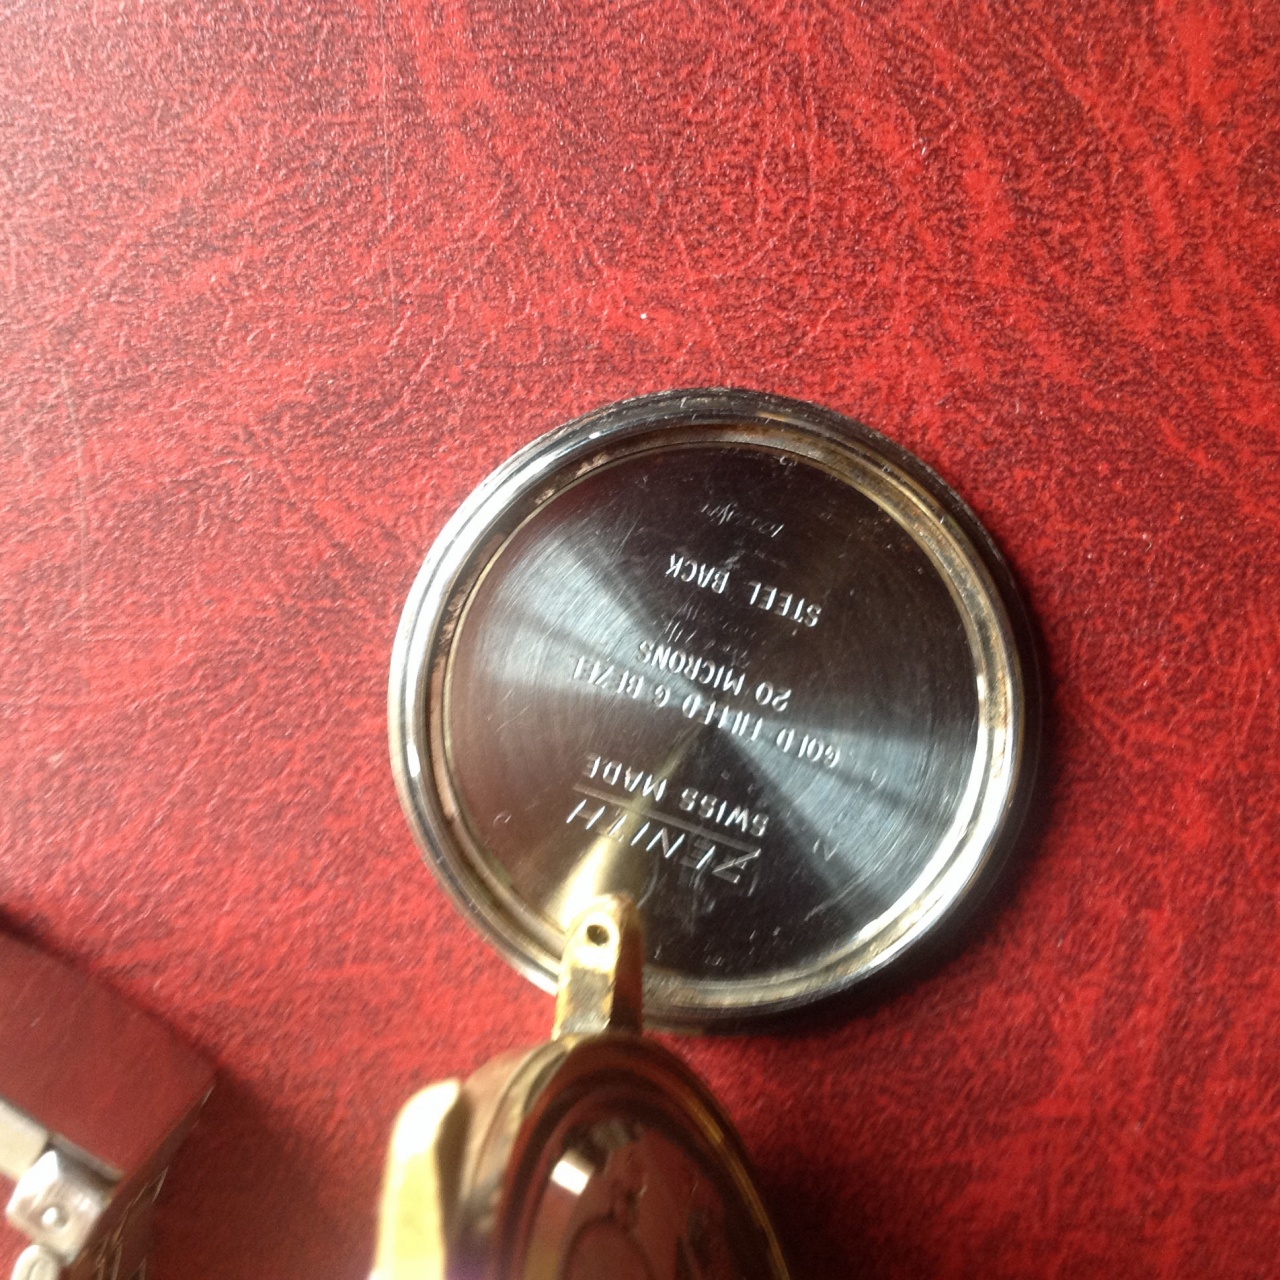 ZENITH
SWISS MADE
GOLD FILLED & BEZEL
20 MICRONS
STEEL BACK